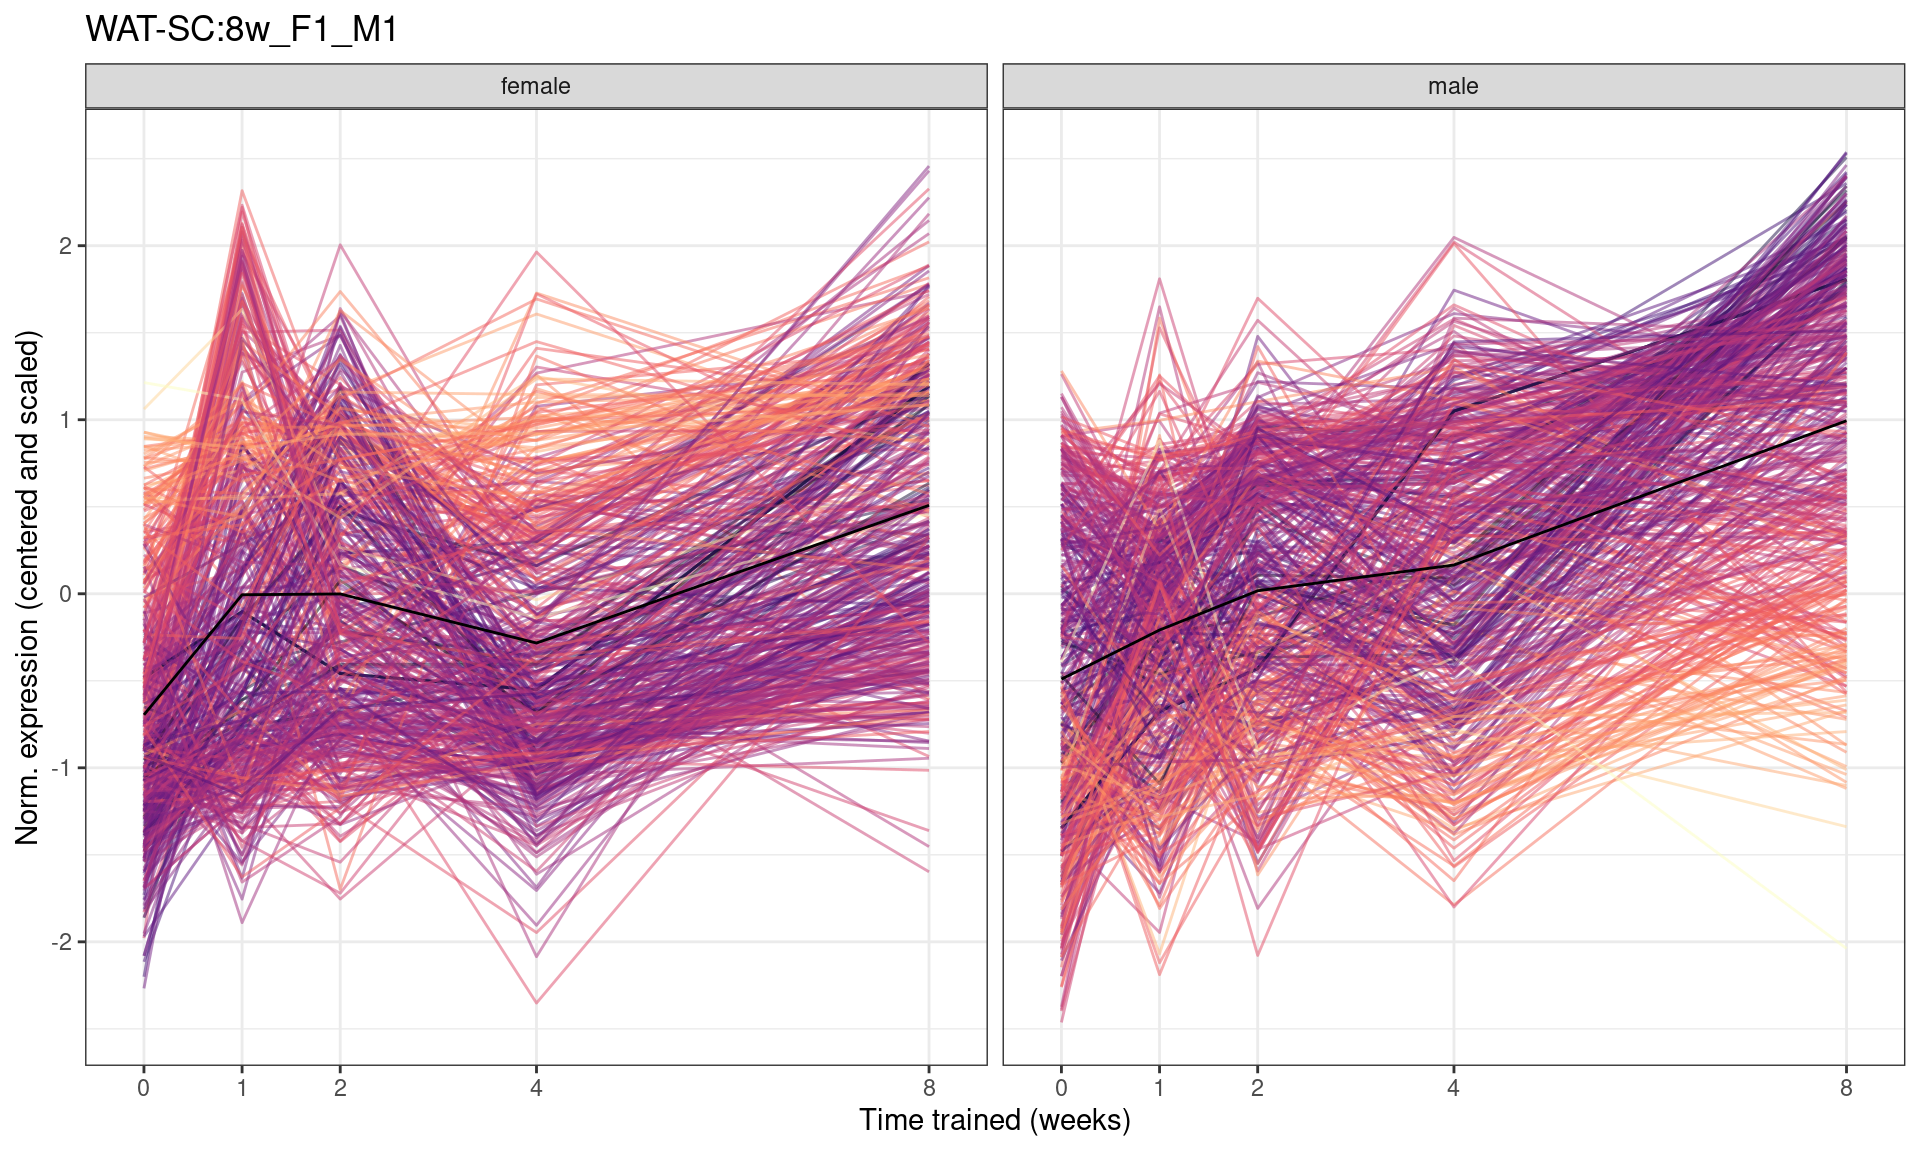 WAT-SC:8w_F1_M1
female
male
Norm. expression (centered and scaled)
2
1
0
-1
-2
0 1 2 4 8
0 1 2 4 8
Time trained (weeks)